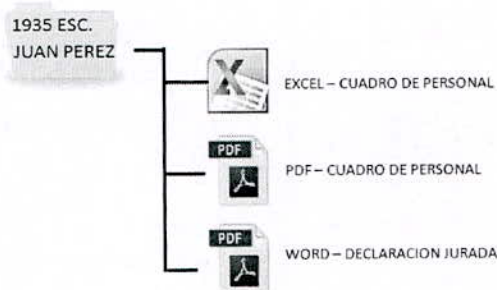 1935 ESC.
JUAN PEREZ
EXCEL – CUADRO DE PERSONAL
PDF
PDF – CUADRO DE PERSONAL
PDF
WORD – DECLARACION JURADA